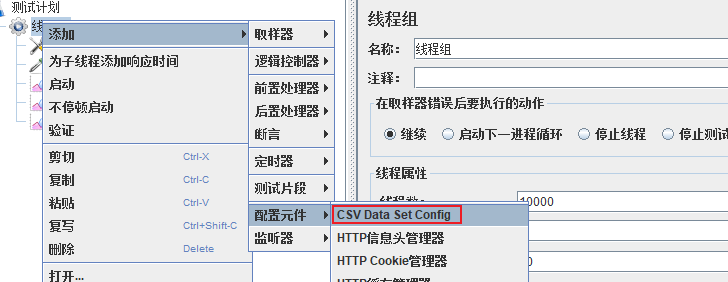 测试计划
线
添加
为子线程添加响应时间
启动
不停顿启动
验证
剪切 Ctrl-X
复制 Ctrl-C
粘贴 Ctrl-V
复写 Ctrl+Shift-C
删除 Delete
打开...
取样器
逻辑控制器
前置处理器
后置处理器
断言
定时器
测试片段
配置元件
监听器
CSV Data Set Config
HTTP信息头管理器
HTTP Cookie管理器
线程组
名称： 线程组
注释：
在取样器错误后要执行的动作
继续 启动下一进程循环 停止线程 停止测试
线程属性
线程数： 10000
0